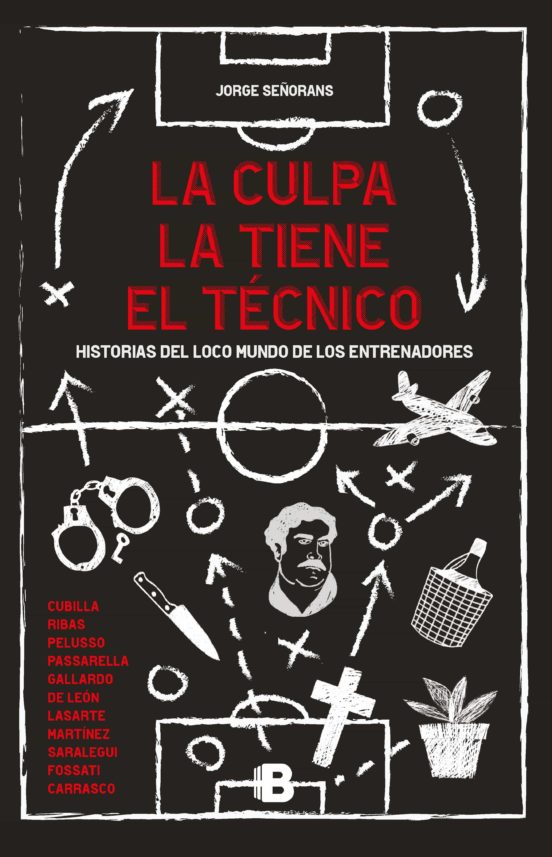 JORGE SEÑORANS
LA CULPA
LA TIENE
EL TÉCNICO
HISTORIAS DEL LOCO MUNDO DE LOS ENTRENADORES
CUBILLA
RIBAS
PELUSSO
PASSARELLA
GALLARDO
DE LEÓN
LASARTE
MARTÍNEZ
SARALEGUI
FOSSATI
CARRASCO
B